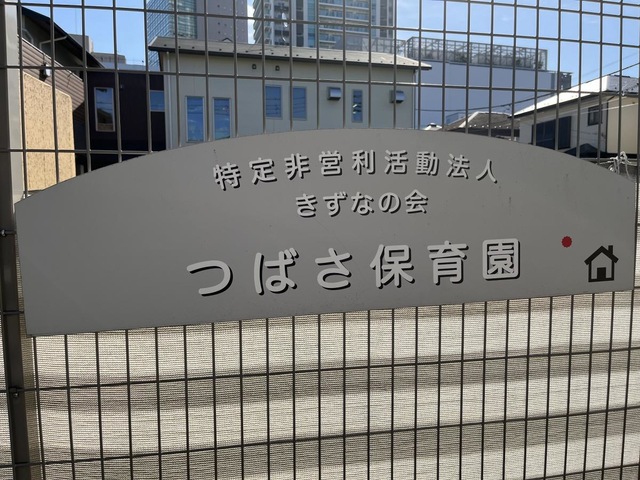 特定非営利活動法人
きずなの会
つばさ保育園